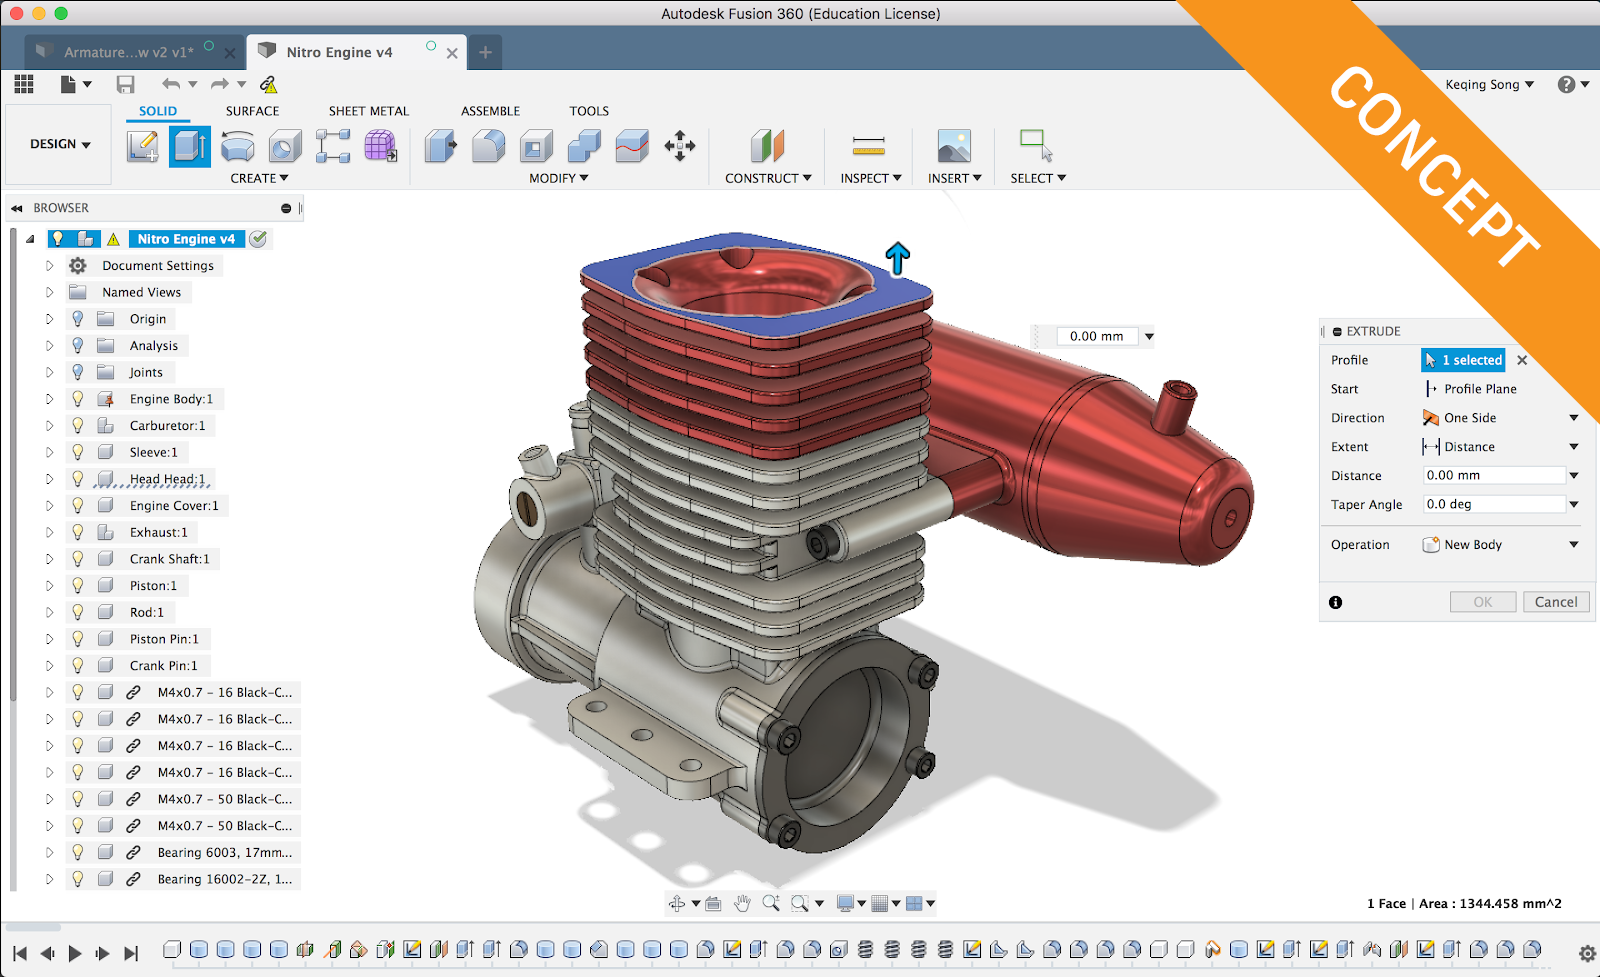 Autodesk Fusion 360 (Education License)
Armature...w v2 v1*
Nitro Engine v4
CONCEPT
Keqing Song
SOLID SURFACE SHEET METAL ASSEMBLE TOOLS
DESIGN
CREATE MODIFY CONSTRUCT INSPECT INSERT SELECT
BROWSER
Nitro Engine v4
Document Settings
Named Views
Origin
Analysis
Joints
Engine Body:1
Carburetor:1
Sleeve:1
Head Head:1
Engine Cover:1
Exhaust:1
Crank Shaft:1
Piston:1
Rod:1
Piston Pin:1
Crank Pin:1
M4x0.7 - 16 Black-C...
M4x0.7 - 16 Black-C...
M4x0.7 - 16 Black-C...
M4x0.7 - 16 Black-C...
M4x0.7 - 50 Black-C...
M4x0.7 - 50 Black-C...
Bearing 6003, 17mm...
Bearing 16002-2Z, 1...
0.00 mm
EXTRUDE
Profile 1 selected
Start Profile Plane
Direction One Side
Extent Distance
Distance 0.00 mm
Taper Angle 0.0 deg
Operation New Body
OK Cancel
1 Face | Area : 1344.458 mm^2